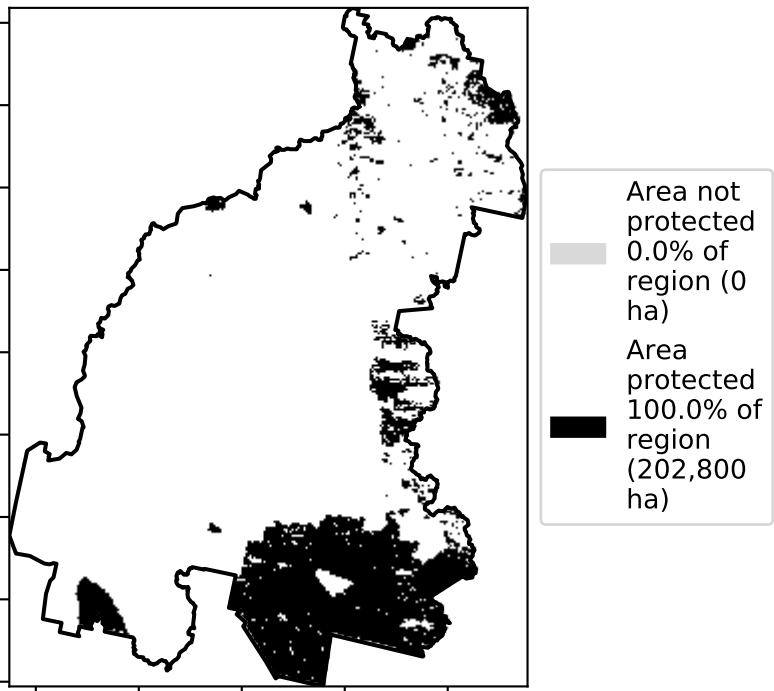 Area not
protected
0.0% of
region (0
ha)
Area
protected
100.0% of
region
(202,800
ha)